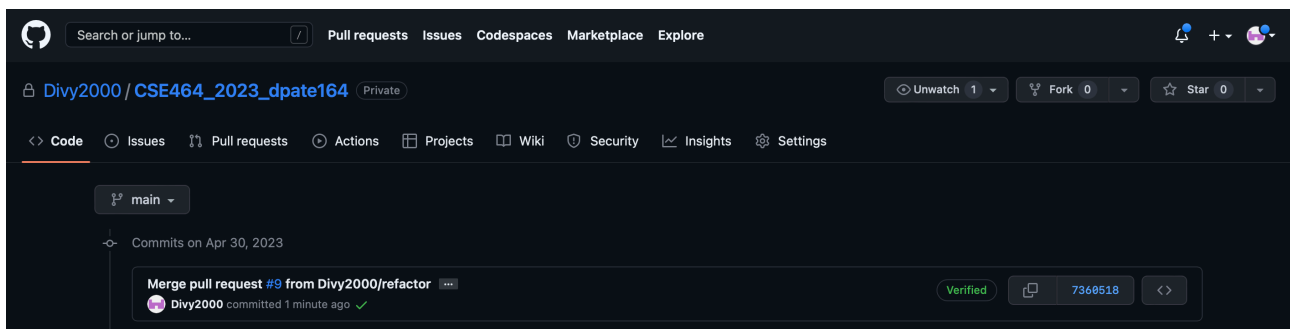 Search or jump to... / Pull requests Issues Codespaces Marketplace Explore
Divy2000 / CSE464_2023_dpate164 Private Unwatch 1 Fork 0 Star 0
<> Code Issues Pull requests Actions Projects Wiki Security Insights Settings
main
Commits on Apr 30, 2023
Merge pull request #9 from Divy2000/refactor ...
Divy2000 committed 1 minute ago
Verified 7360518 <>